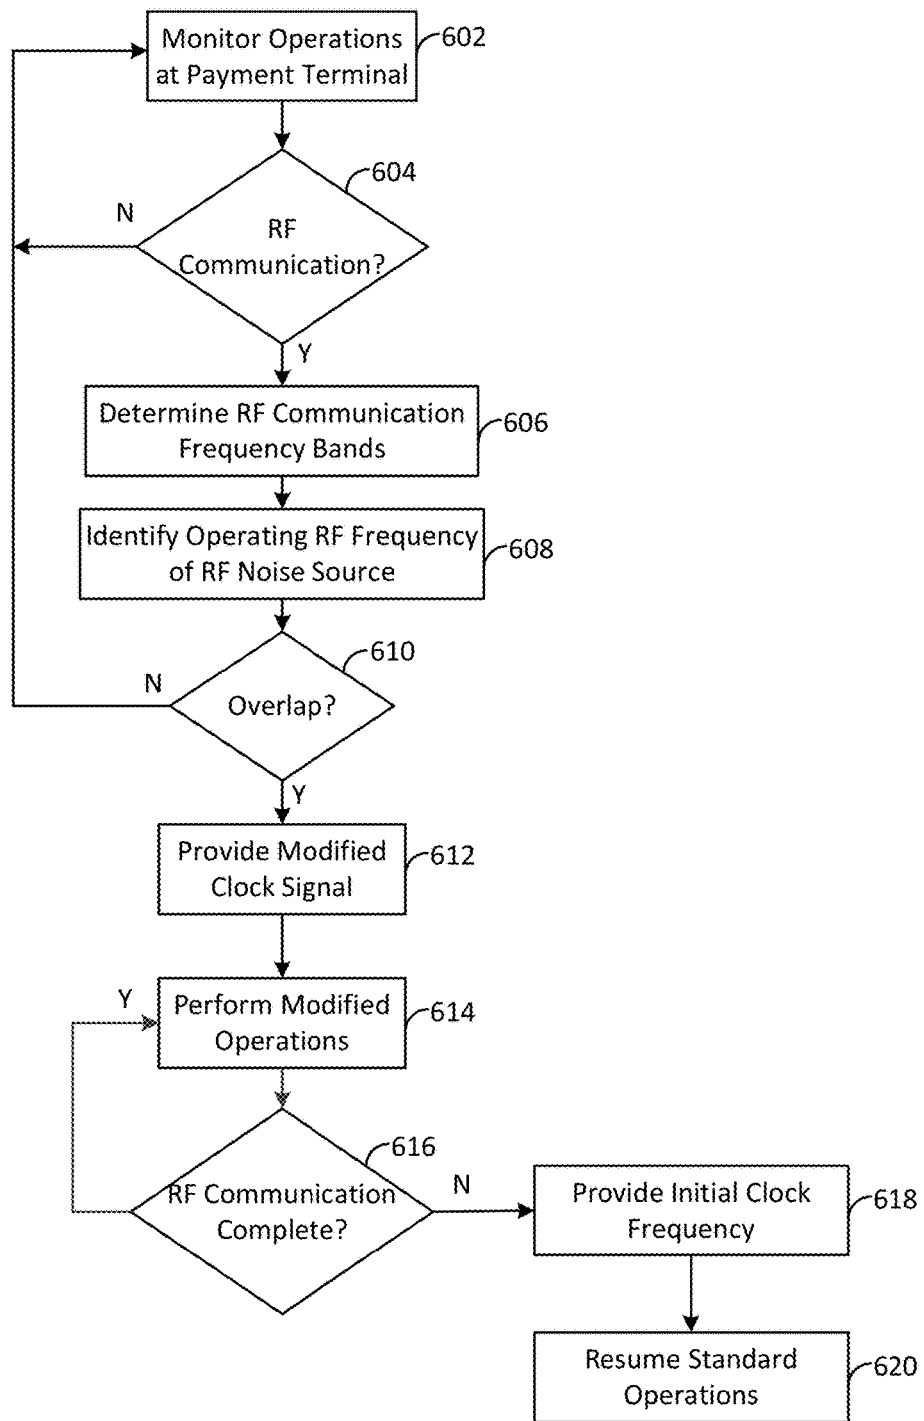 Monitor Operations
at Payment Terminal
602
604
N
RF
Communication?
Y
Determine RF Communication
Frequency Bands
606
Identify Operating RF Frequency
of RF Noise Source
608
610
N
Overlap?
Y
Provide Modified
Clock Signal
612
Y
Perform Modified
Operations
614
616
RF Communication
Complete?
N
Provide Initial Clock
Frequency
618
Resume Standard
Operations
620